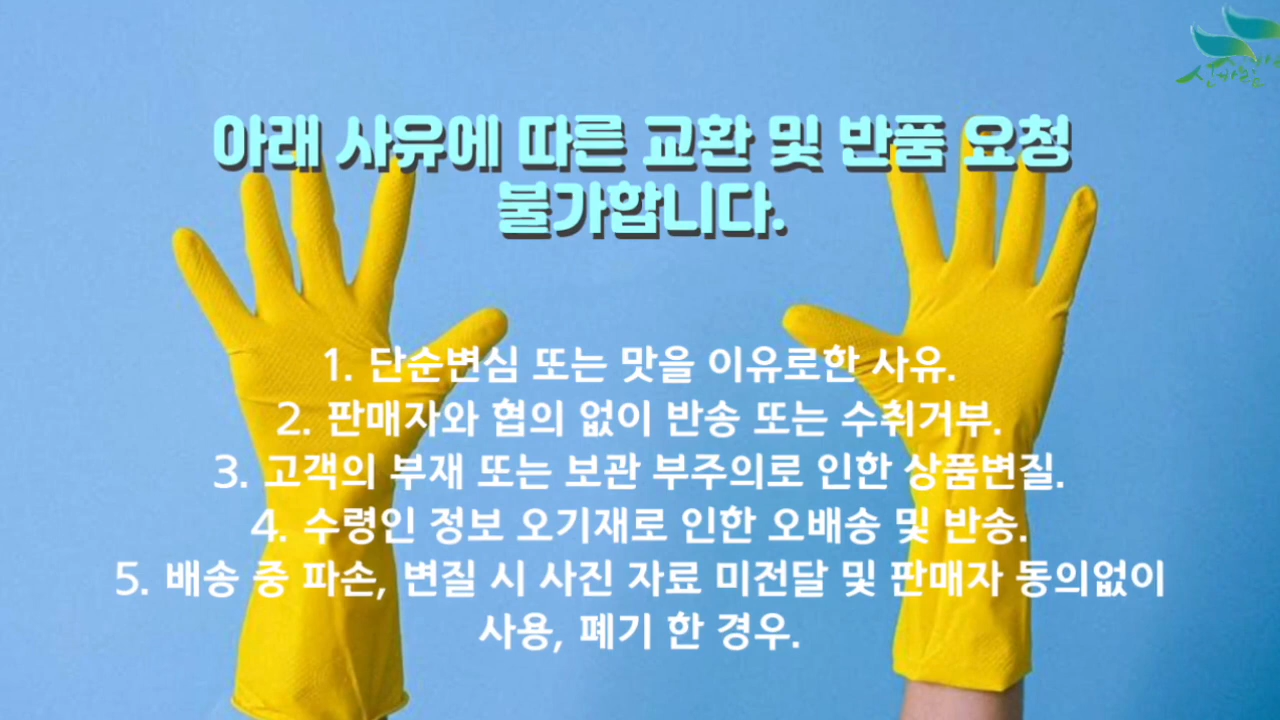 아래 사유에 따른 교환 및 반품 요청
불가합니다.
1. 단순변심 또는 맛을 이유로한 사유.
2. 판매자와 협의 없이 반송 또는 수취거부.
3. 고객의 부재 또는 보관 부주의로 인한 상품변질.
4. 수령인 정보 오기재로 인한 오배송 및 반송.
5. 배송 중 파손, 변질 시 사진 자료 미전달 및 판매자 동의없이
사용, 폐기 한 경우.